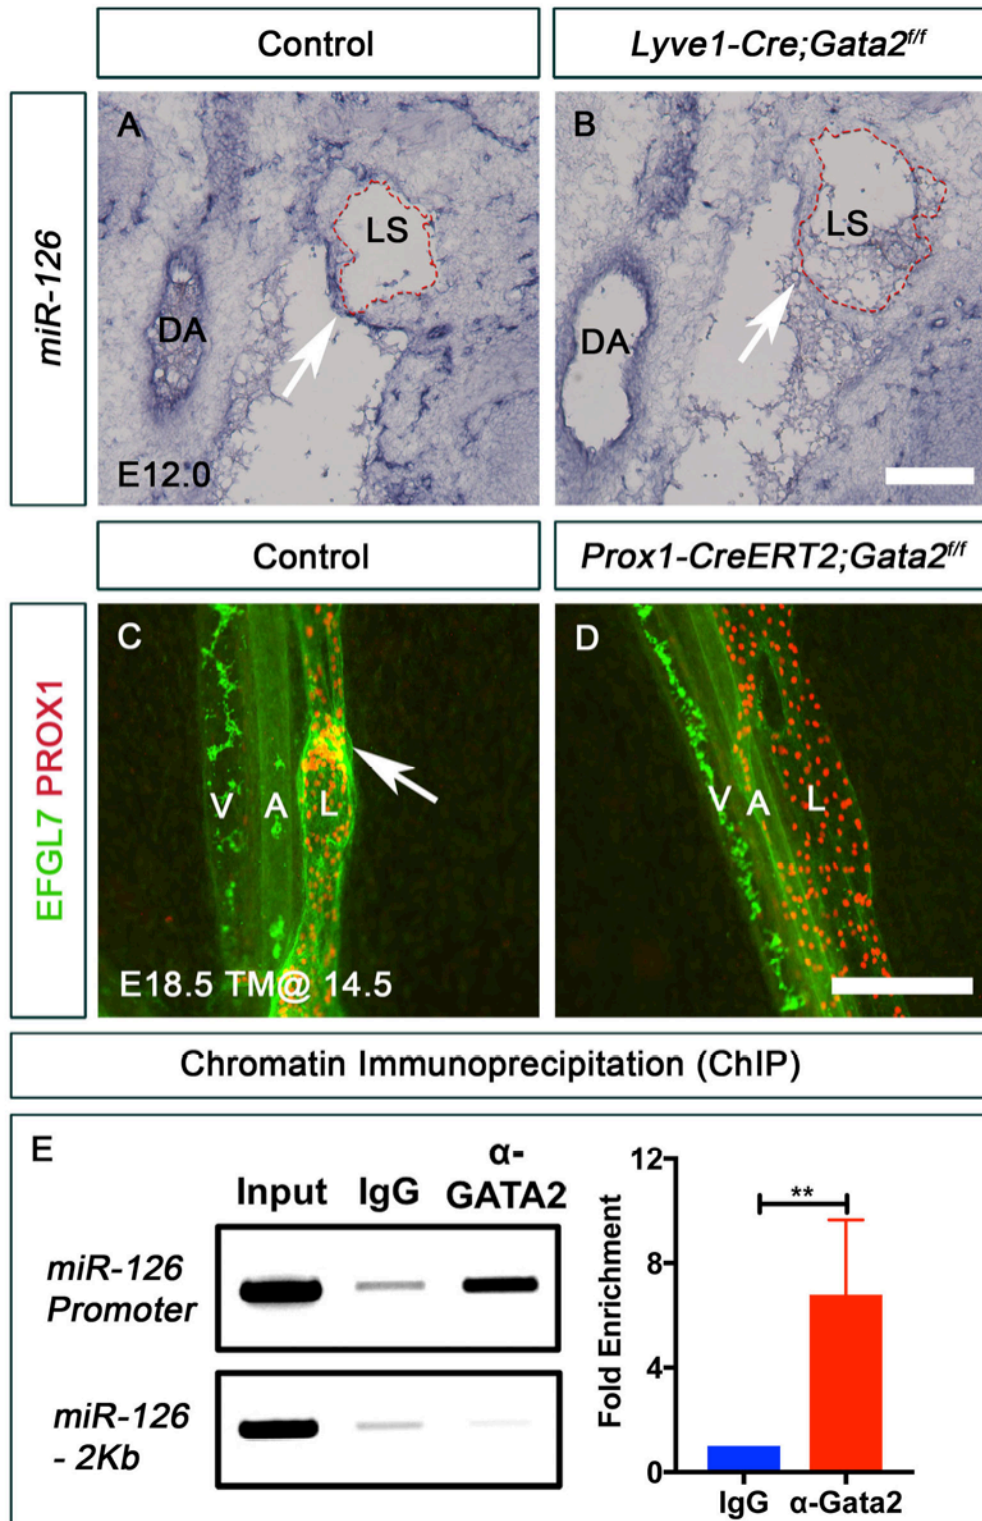 Control
Lyve1-Cre;Gata2f/f
miR-126
A
LS
DA
E12.0
B
LS
DA
Control
Prox1-CreERT2;Gata2f/f
EFGL7 PROX1
C
V A L
E18.5 TM@ 14.5
D
V A L
Chromatin Immunoprecipitation (ChIP)
E
Input IgG α-
GATA2
miR-126
Promoter
miR-126
- 2Kb
Fold Enrichment
12
8
4
0
**
IgG α-Gata2